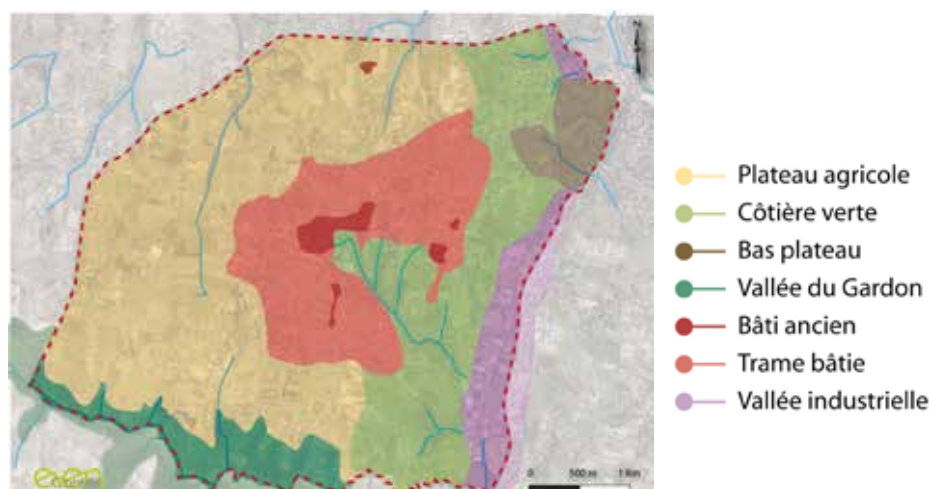 N
Plateau agricole
Côtière verte
Bas plateau
Vallée du Gardon
Bâti ancien
Trame bâtie
Vallée industrielle
0 500 m 1 Km